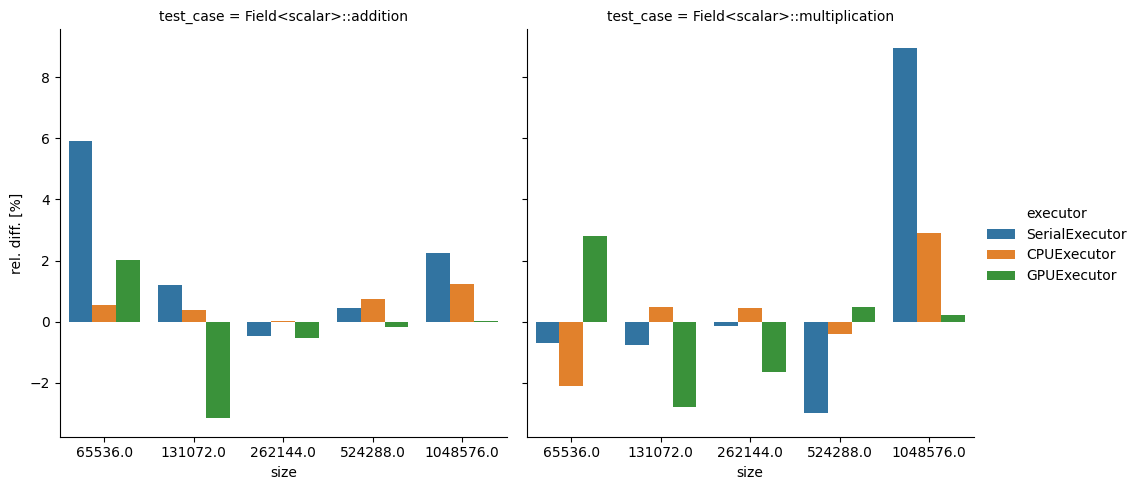 test_case = Field<scalar>::addition
test_case = Field<scalar>::multiplication
rel. diff. [%]
8
6
4
2
0
−2
65536.0 131072.0 262144.0 524288.0 1048576.0
size
65536.0 131072.0 262144.0 524288.0 1048576.0
size
executor
SerialExecutor
CPUExecutor
GPUExecutor